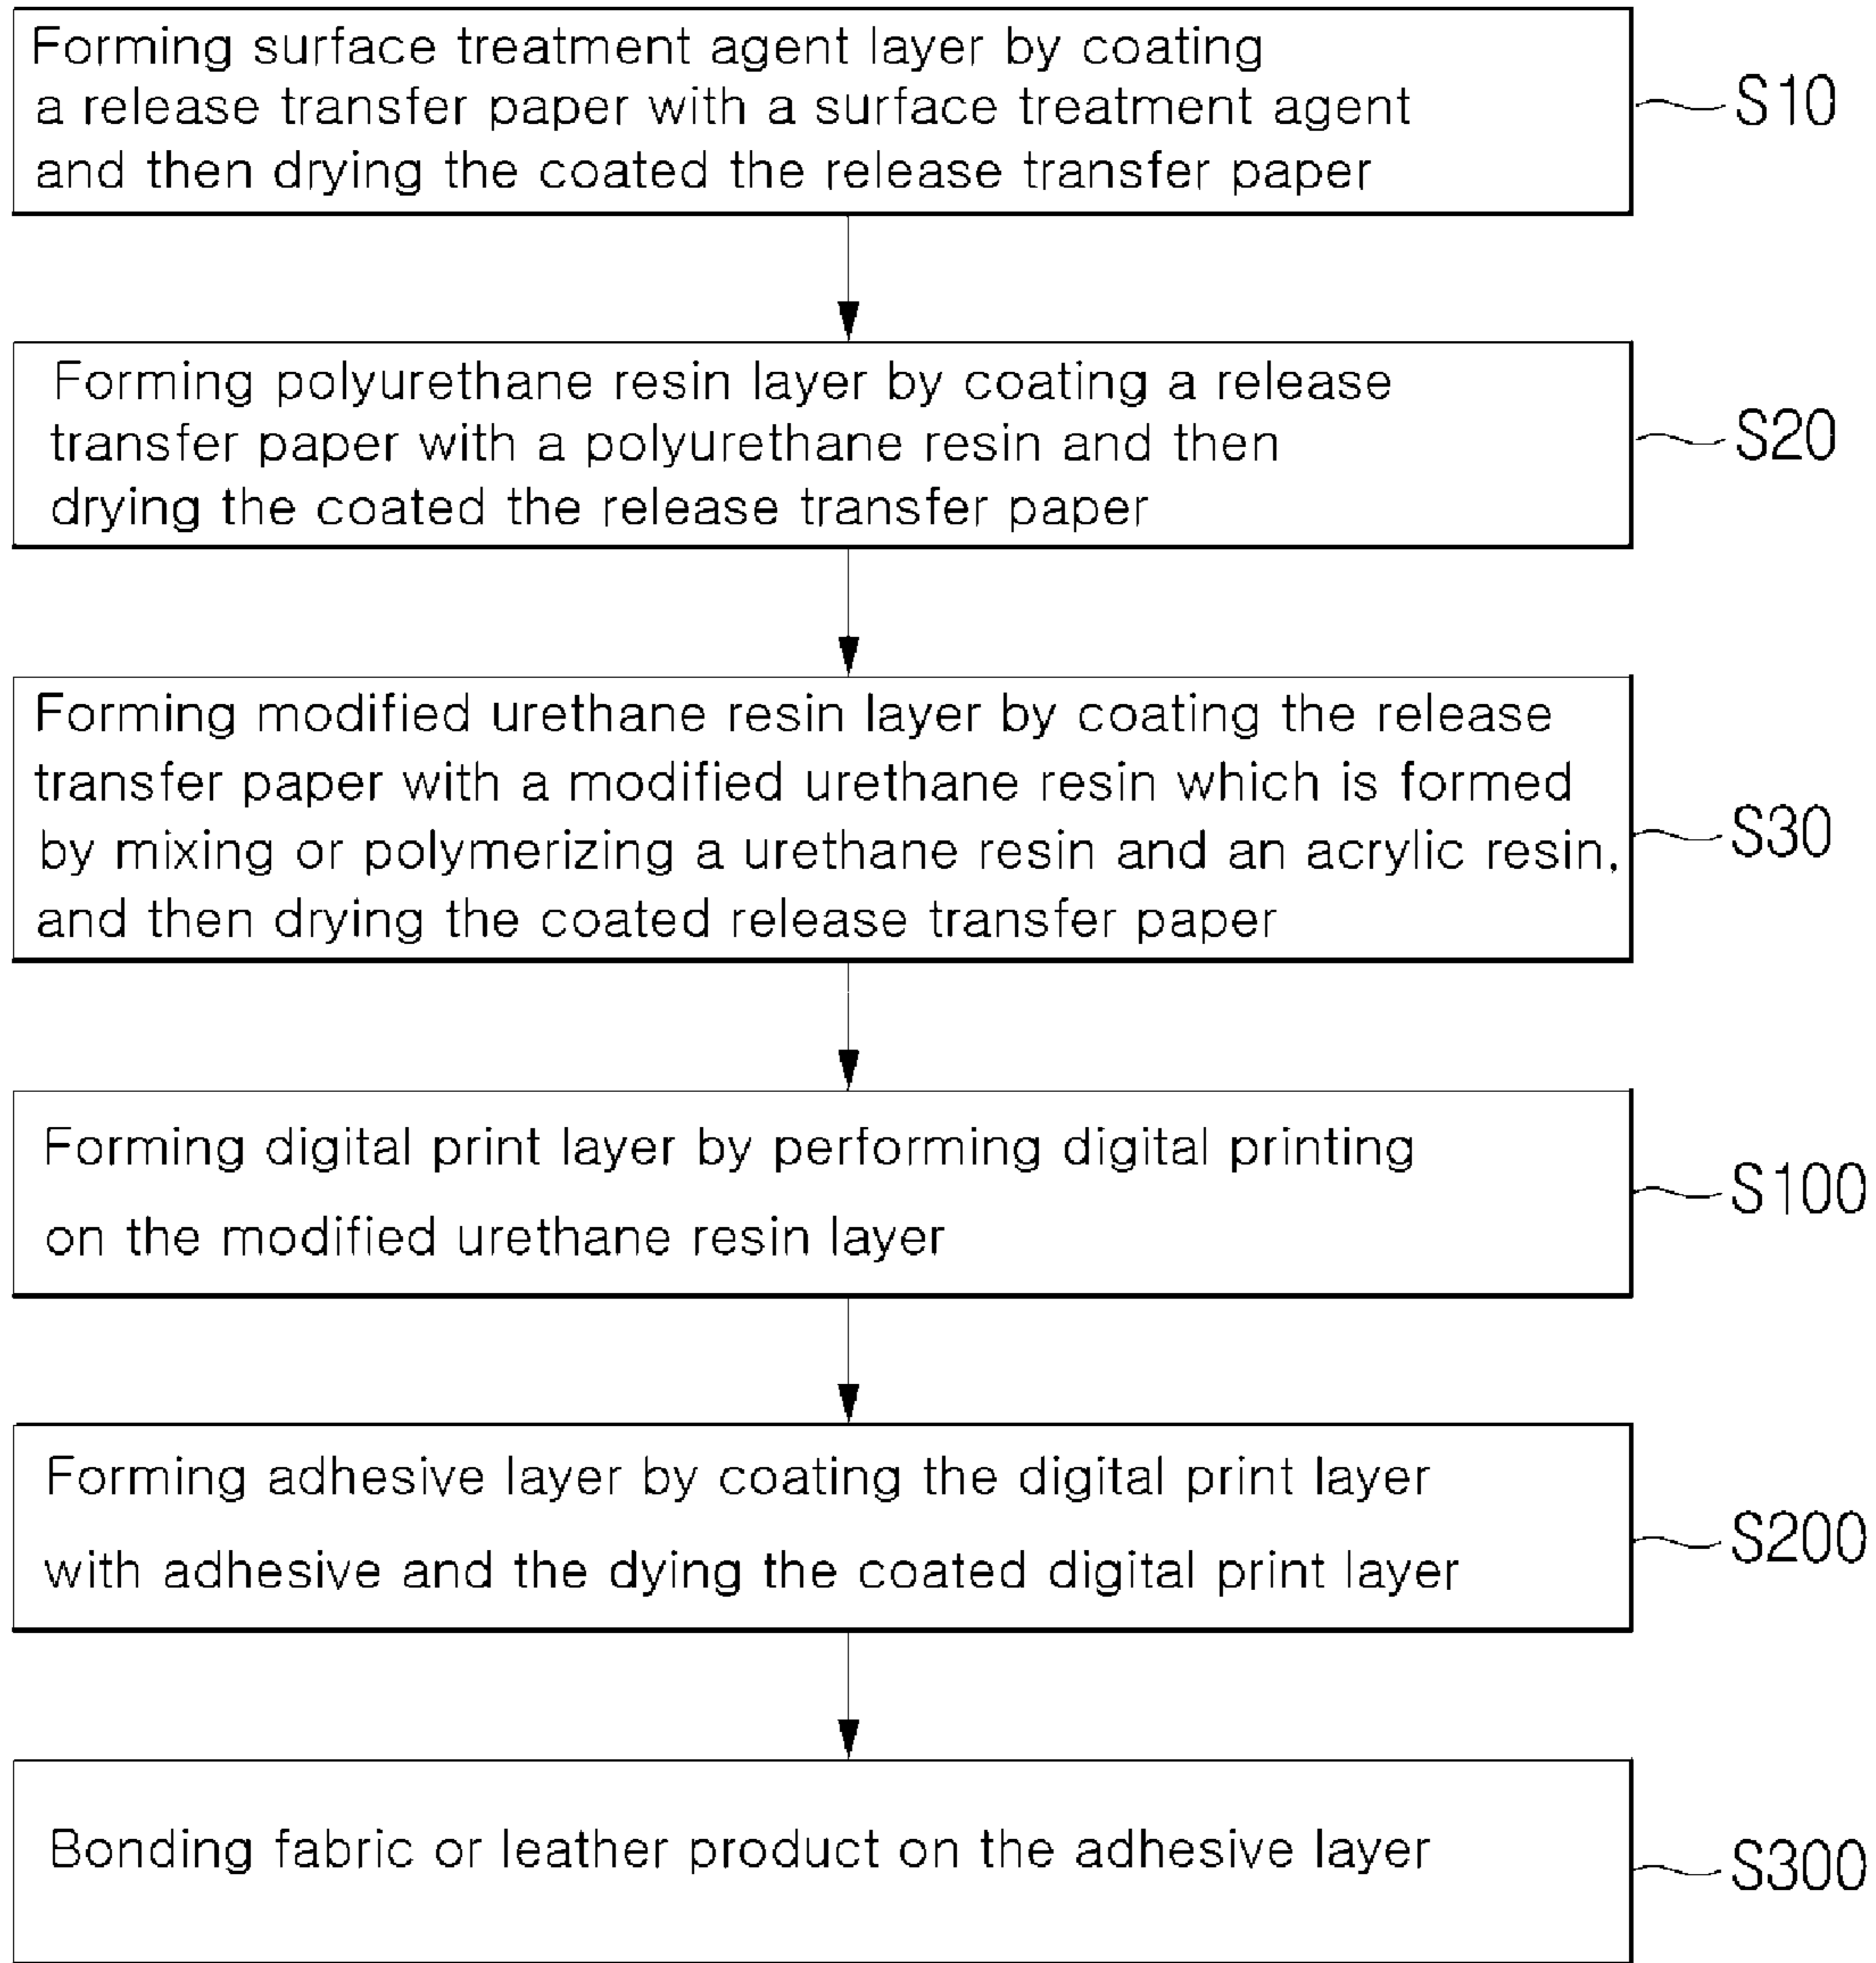 Forming surface treatment agent layer by coating
a release transfer paper with a surface treatment agent
and then drying the coated the release transfer paper
S10
Forming polyurethane resin layer by coating a release
transfer paper with a polyurethane resin and then
drying the coated the release transfer paper
S20
Forming modified urethane resin layer by coating the release
transfer paper with a modified urethane resin which is formed
by mixing or polymerizing a urethane resin and an acrylic resin,
and then drying the coated release transfer paper
S30
Forming digital print layer by performing digital printing
on the modified urethane resin layer
S100
Forming adhesive layer by coating the digital print layer
with adhesive and the dying the coated digital print layer
S200
Bonding fabric or leather product on the adhesive layer
S300